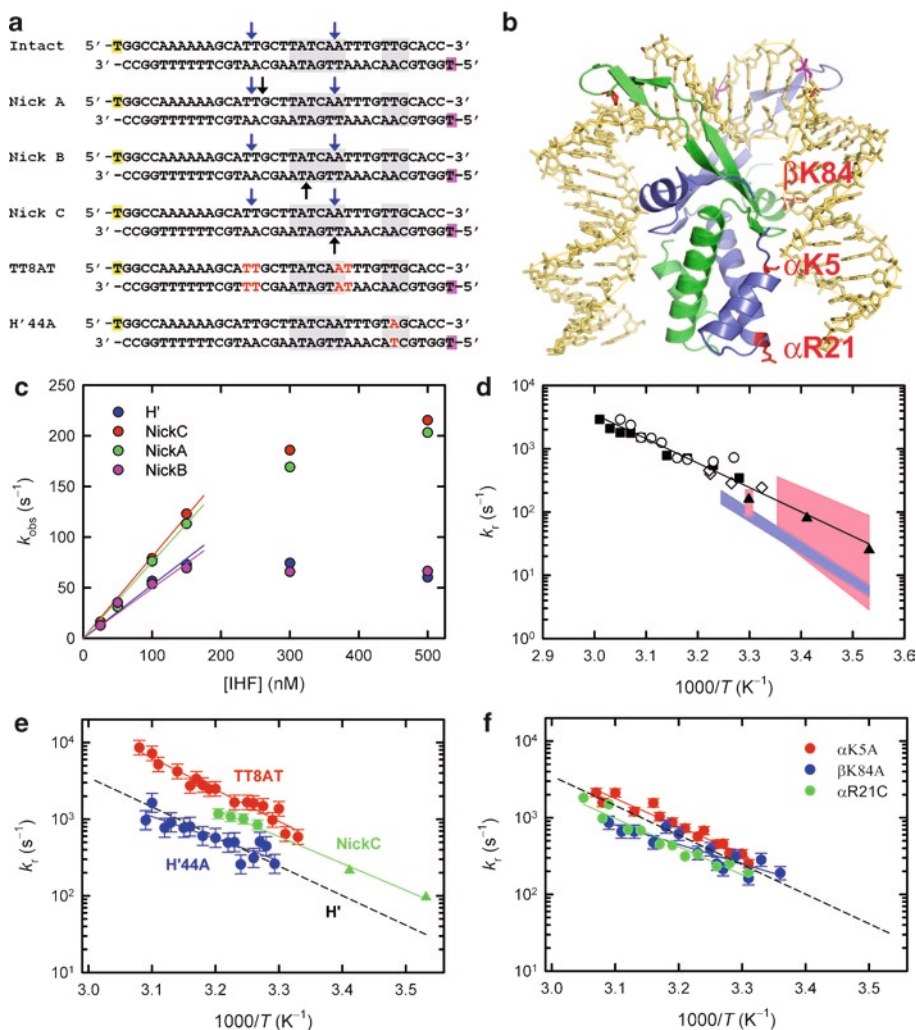 a
Intact 5′-TGGCCAAAAAAGCATTGCTTATCAATTTGTTGCACC-3′
3′-CCGGTTTTTTCGTAACGAATAGTTAAACAACGTGGT-5′
Nick A 5′-TGGCCAAAAAAGCATTGCTTATCAATTTGTTGCACC-3′
3′-CCGGTTTTTTCGTAACGAATAGTTAAACAACGTGGT-5′
Nick B 5′-TGGCCAAAAAAGCATTGCTTATCAATTTGTTGCACC-3′
3′-CCGGTTTTTTCGTAACGAATAGTTAAACAACGTGGT-5′
Nick C 5′-TGGCCAAAAAAGCATTGCTTATCAATTTGTTGCACC-3′
3′-CCGGTTTTTTCGTAACGAATAGTTAAACAACGTGGT-5′
TT8AT 5′-TGGCCAAAAAAGCATTGCTTATCAATTTGTTGCACC-3′
3′-CCGGTTTTTTCGTTTCGAATAGTATAACAACGTGGT-5′
H′44A 5′-TGGCCAAAAAAGCATTGCTTATCAATTTGTAGCACC-3′
3′-CCGGTTTTTTCGTAACGAATAGTTAAACATCGTGGT-5′
b
βK84
αK5
αR21
c
H'
NickC
NickA
NickB
250
200
150
100
50
0
k_obs (s⁻¹)
0 100 200 300 400 500
[IHF] (nM)
d
10⁴
10³
10²
10¹
10⁰
k_r (s⁻¹)
2.9 3.0 3.1 3.2 3.3 3.4 3.5 3.6
1000/T (K⁻¹)
e
10⁴
10³
10²
10¹
k_r (s⁻¹)
TT8AT
NickC
H'44A
H'
3.0 3.1 3.2 3.3 3.4 3.5
1000/T (K⁻¹)
f
αK5A
βK84A
αR21C
10⁴
10³
10²
10¹
k_r (s⁻¹)
3.0 3.1 3.2 3.3 3.4 3.5
1000/T (K⁻¹)